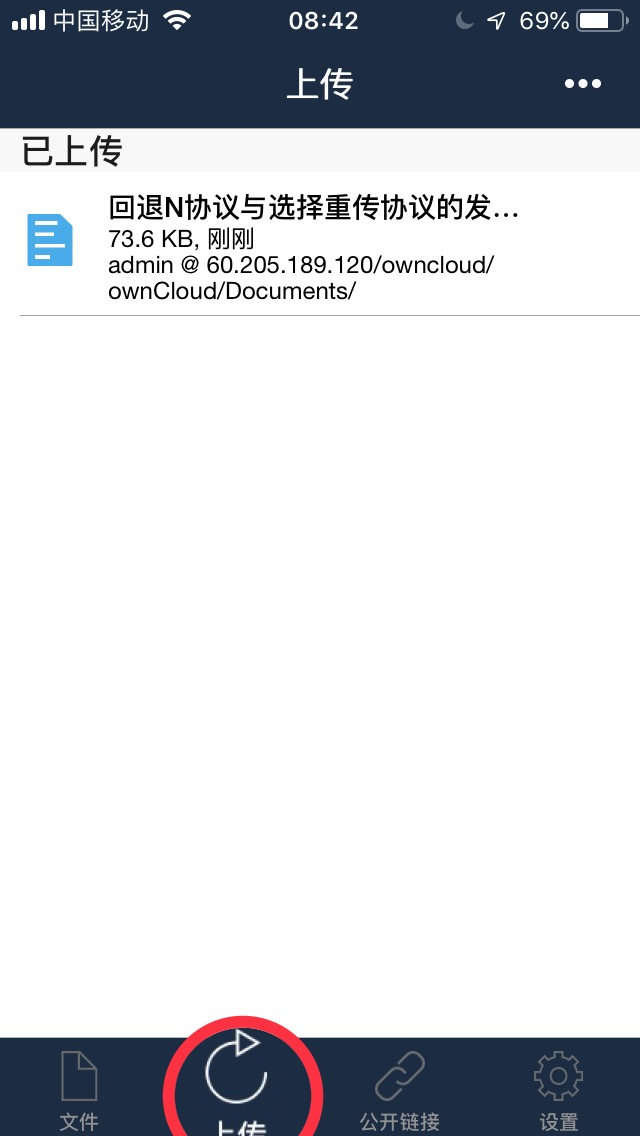 中国移动 08:42 69%
上传
已上传
回退N协议与选择重传协议的发...
73.6 KB, 刚刚
admin @ 60.205.189.120/owncloud/
ownCloud/Documents/
文件 上传 公开链接 设置